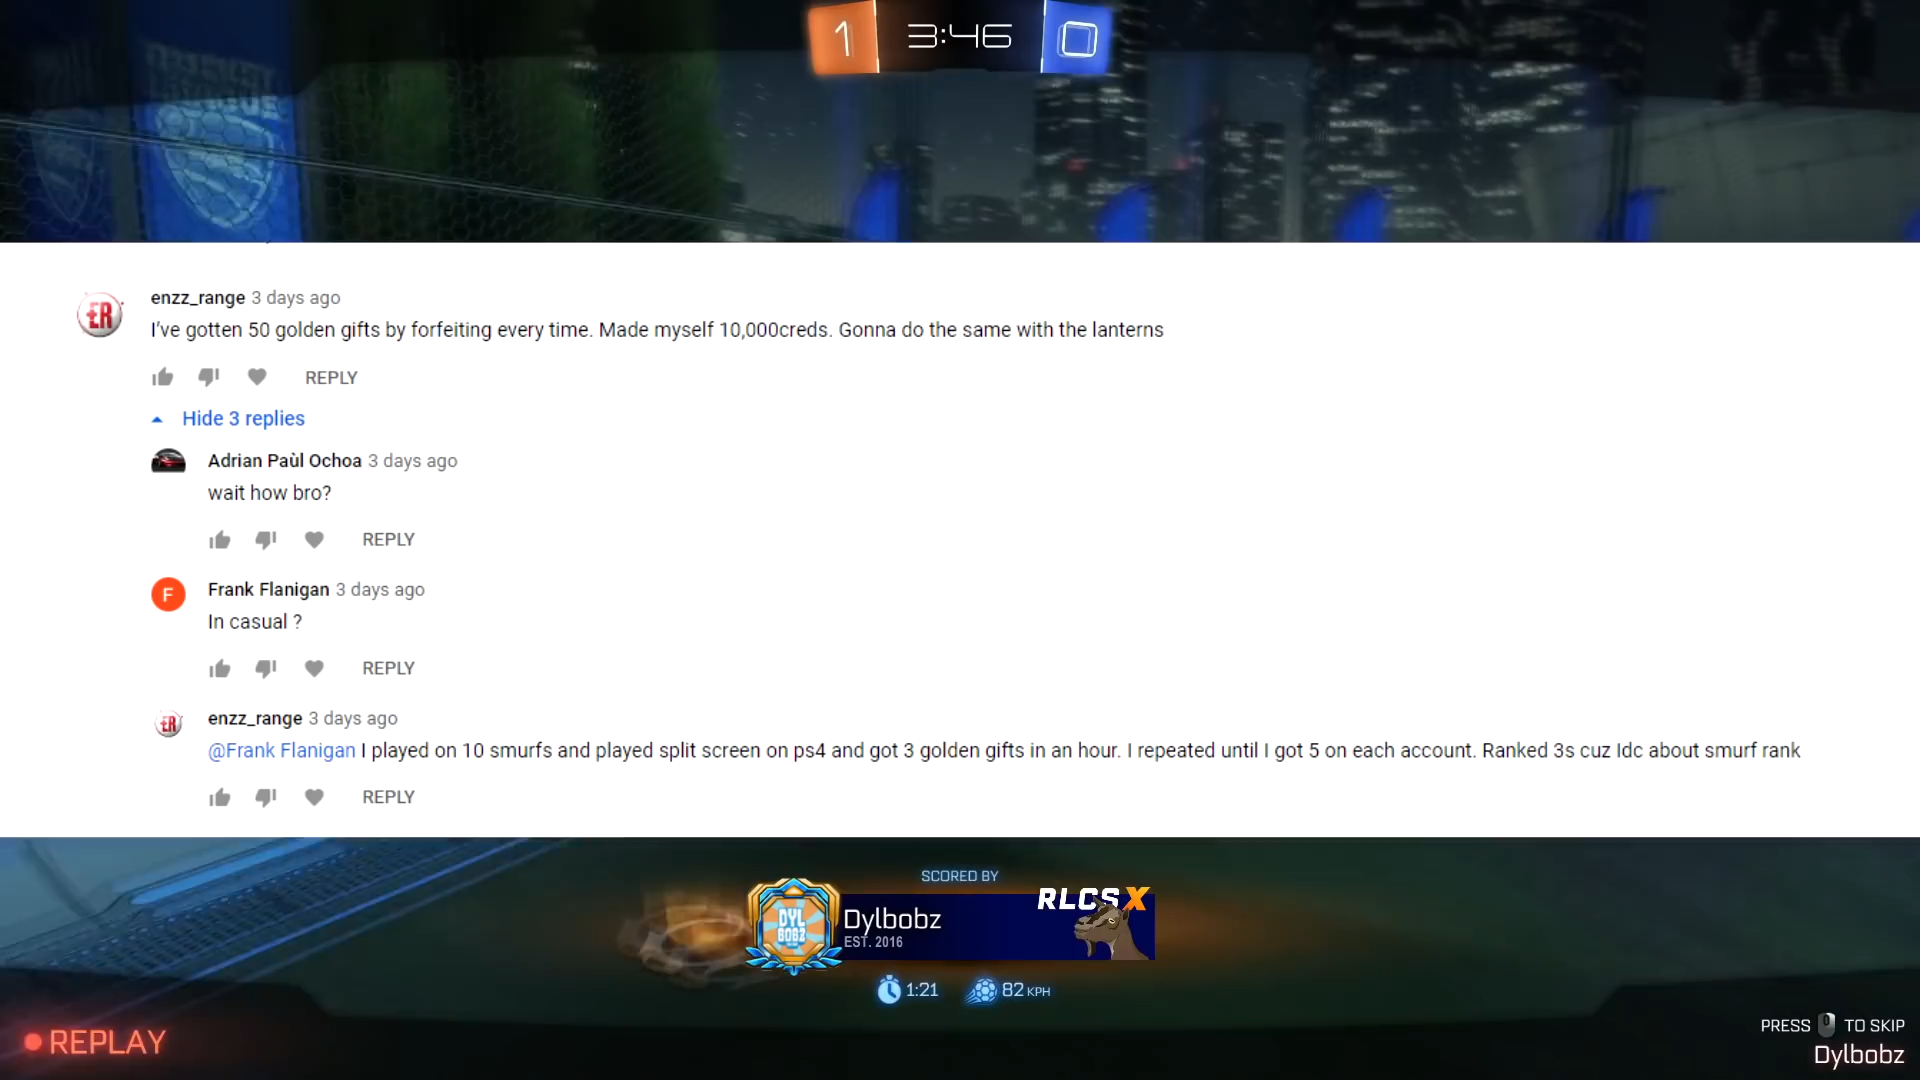 1 3:46 0
ROCKET
LEAGUE
enzz_range 3 days ago
I've gotten 50 golden gifts by forfeiting every time. Made myself 10,000creds. Gonna do the same with the lanterns
REPLY
Hide 3 replies
Adrian Paùl Ochoa 3 days ago
wait how bro?
REPLY
F
Frank Flanigan 3 days ago
In casual ?
REPLY
ER
enzz_range 3 days ago
@Frank Flanigan I played on 10 smurfs and played split screen on ps4 and got 3 golden gifts in an hour. I repeated until I got 5 on each account. Ranked 3s cuz Idc about smurf rank
REPLY
SCORED BY
RLCS X
DYL
BOBZ
Dylbobz
EST. 2016
1:21 82 KPH
REPLAY
PRESS TO SKIP
Dylbobz